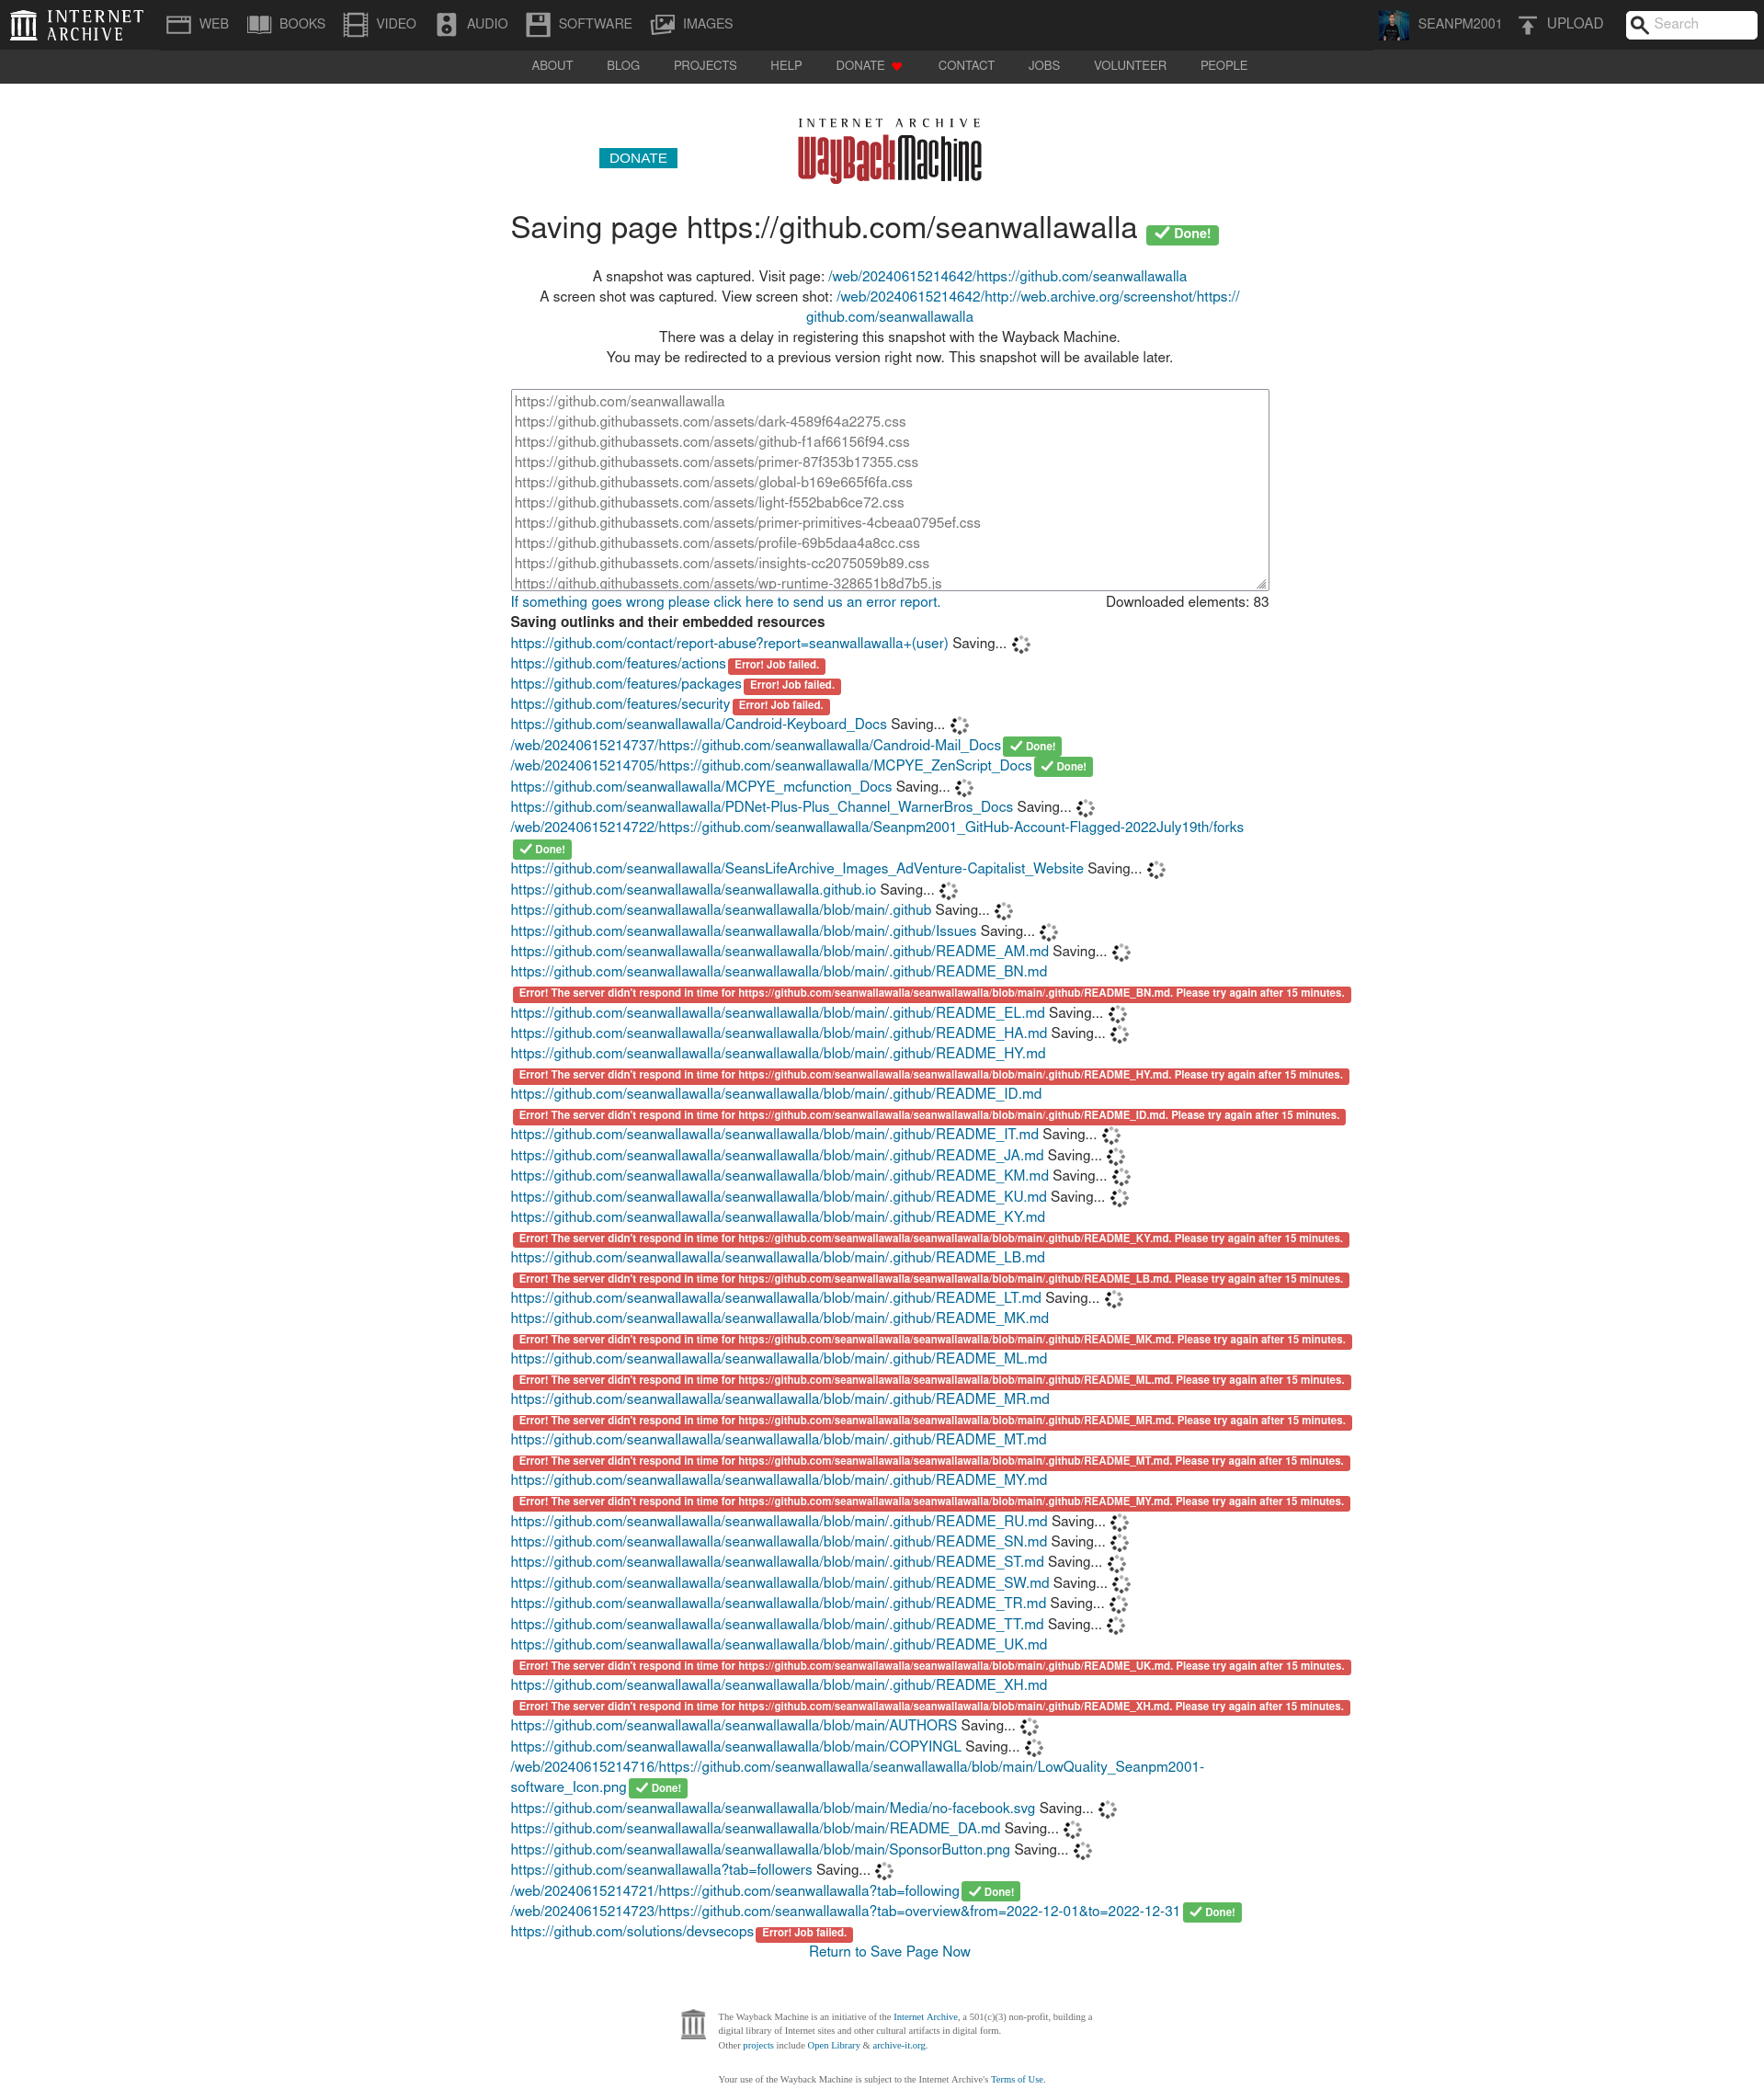 INTERNET ARCHIVE
WEB BOOKS VIDEO AUDIO SOFTWARE IMAGES SEANPM2001 UPLOAD Search
ABOUT BLOG PROJECTS HELP DONATE CONTACT JOBS VOLUNTEER PEOPLE
INTERNET ARCHIVE
DONATE WayBackMachine
Saving page https://github.com/seanwallawalla Done!
A snapshot was captured. Visit page: /web/20240615214642/https://github.com/seanwallawalla
A screen shot was captured. View screen shot: /web/20240615214642/http://web.archive.org/screenshot/https://
github.com/seanwallawalla
There was a delay in registering this snapshot with the Wayback Machine.
You may be redirected to a previous version right now. This snapshot will be available later.
https://github.com/seanwallawalla
https://github.githubassets.com/assets/dark-4589f64a2275.css
https://github.githubassets.com/assets/github-f1af66156f94.css
https://github.githubassets.com/assets/primer-87f353b17355.css
https://github.githubassets.com/assets/global-b169e665f6fa.css
https://github.githubassets.com/assets/light-f552bab6ce72.css
https://github.githubassets.com/assets/primer-primitives-4cbeaa0795ef.css
https://github.githubassets.com/assets/profile-69b5daa4a8cc.css
https://github.githubassets.com/assets/insights-cc2075059b89.css
https://github.githubassets.com/assets/wp-runtime-328651b8d7b5.js
If something goes wrong please click here to send us an error report. Downloaded elements: 83
Saving outlinks and their embedded resources
https://github.com/contact/report-abuse?report=seanwallawalla+(user) Saving...
https://github.com/features/actions Error! Job failed.
https://github.com/features/packages Error! Job failed.
https://github.com/features/security Error! Job failed.
https://github.com/seanwallawalla/Candroid-Keyboard_Docs Saving...
/web/20240615214737/https://github.com/seanwallawalla/Candroid-Mail_Docs Done!
/web/20240615214705/https://github.com/seanwallawalla/MCPYE_ZenScript_Docs Done!
https://github.com/seanwallawalla/MCPYE_mcfunction_Docs Saving...
https://github.com/seanwallawalla/PDNet-Plus-Plus_Channel_WarnerBros_Docs Saving...
/web/20240615214722/https://github.com/seanwallawalla/Seanpm2001_GitHub-Account-Flagged-2022July19th/forks
Done!
https://github.com/seanwallawalla/SeansLifeArchive_Images_AdVenture-Capitalist_Website Saving...
https://github.com/seanwallawalla/seanwallawalla.github.io Saving...
https://github.com/seanwallawalla/seanwallawalla/blob/main/.github Saving...
https://github.com/seanwallawalla/seanwallawalla/blob/main/.github/Issues Saving...
https://github.com/seanwallawalla/seanwallawalla/blob/main/.github/README_AM.md Saving...
https://github.com/seanwallawalla/seanwallawalla/blob/main/.github/README_BN.md
Error! The server didn't respond in time for https://github.com/seanwallawalla/seanwallawalla/blob/main/.github/README_BN.md. Please try again after 15 minutes.
https://github.com/seanwallawalla/seanwallawalla/blob/main/.github/README_EL.md Saving...
https://github.com/seanwallawalla/seanwallawalla/blob/main/.github/README_HA.md Saving...
https://github.com/seanwallawalla/seanwallawalla/blob/main/.github/README_HY.md
Error! The server didn't respond in time for https://github.com/seanwallawalla/seanwallawalla/blob/main/.github/README_HY.md. Please try again after 15 minutes.
https://github.com/seanwallawalla/seanwallawalla/blob/main/.github/README_ID.md
Error! The server didn't respond in time for https://github.com/seanwallawalla/seanwallawalla/blob/main/.github/README_ID.md. Please try again after 15 minutes.
https://github.com/seanwallawalla/seanwallawalla/blob/main/.github/README_IT.md Saving...
https://github.com/seanwallawalla/seanwallawalla/blob/main/.github/README_JA.md Saving...
https://github.com/seanwallawalla/seanwallawalla/blob/main/.github/README_KM.md Saving...
https://github.com/seanwallawalla/seanwallawalla/blob/main/.github/README_KU.md Saving...
https://github.com/seanwallawalla/seanwallawalla/blob/main/.github/README_KY.md
Error! The server didn't respond in time for https://github.com/seanwallawalla/seanwallawalla/blob/main/.github/README_KY.md. Please try again after 15 minutes.
https://github.com/seanwallawalla/seanwallawalla/blob/main/.github/README_LB.md
Error! The server didn't respond in time for https://github.com/seanwallawalla/seanwallawalla/blob/main/.github/README_LB.md. Please try again after 15 minutes.
https://github.com/seanwallawalla/seanwallawalla/blob/main/.github/README_LT.md Saving...
https://github.com/seanwallawalla/seanwallawalla/blob/main/.github/README_MK.md
Error! The server didn't respond in time for https://github.com/seanwallawalla/seanwallawalla/blob/main/.github/README_MK.md. Please try again after 15 minutes.
https://github.com/seanwallawalla/seanwallawalla/blob/main/.github/README_ML.md
Error! The server didn't respond in time for https://github.com/seanwallawalla/seanwallawalla/blob/main/.github/README_ML.md. Please try again after 15 minutes.
https://github.com/seanwallawalla/seanwallawalla/blob/main/.github/README_MR.md
Error! The server didn't respond in time for https://github.com/seanwallawalla/seanwallawalla/blob/main/.github/README_MR.md. Please try again after 15 minutes.
https://github.com/seanwallawalla/seanwallawalla/blob/main/.github/README_MT.md
Error! The server didn't respond in time for https://github.com/seanwallawalla/seanwallawalla/blob/main/.github/README_MT.md. Please try again after 15 minutes.
https://github.com/seanwallawalla/seanwallawalla/blob/main/.github/README_MY.md
Error! The server didn't respond in time for https://github.com/seanwallawalla/seanwallawalla/blob/main/.github/README_MY.md. Please try again after 15 minutes.
https://github.com/seanwallawalla/seanwallawalla/blob/main/.github/README_RU.md Saving...
https://github.com/seanwallawalla/seanwallawalla/blob/main/.github/README_SN.md Saving...
https://github.com/seanwallawalla/seanwallawalla/blob/main/.github/README_ST.md Saving...
https://github.com/seanwallawalla/seanwallawalla/blob/main/.github/README_SW.md Saving...
https://github.com/seanwallawalla/seanwallawalla/blob/main/.github/README_TR.md Saving...
https://github.com/seanwallawalla/seanwallawalla/blob/main/.github/README_TT.md Saving...
https://github.com/seanwallawalla/seanwallawalla/blob/main/.github/README_UK.md
Error! The server didn't respond in time for https://github.com/seanwallawalla/seanwallawalla/blob/main/.github/README_UK.md. Please try again after 15 minutes.
https://github.com/seanwallawalla/seanwallawalla/blob/main/.github/README_XH.md
Error! The server didn't respond in time for https://github.com/seanwallawalla/seanwallawalla/blob/main/.github/README_XH.md. Please try again after 15 minutes.
https://github.com/seanwallawalla/seanwallawalla/blob/main/AUTHORS Saving...
https://github.com/seanwallawalla/seanwallawalla/blob/main/COPYINGL Saving...
/web/20240615214716/https://github.com/seanwallawalla/seanwallawalla/blob/main/LowQuality_Seanpm2001-
software_Icon.png Done!
https://github.com/seanwallawalla/seanwallawalla/blob/main/Media/no-facebook.svg Saving...
https://github.com/seanwallawalla/seanwallawalla/blob/main/README_DA.md Saving...
https://github.com/seanwallawalla/seanwallawalla/blob/main/SponsorButton.png Saving...
https://github.com/seanwallawalla?tab=followers Saving...
/web/20240615214721/https://github.com/seanwallawalla?tab=following Done!
/web/20240615214723/https://github.com/seanwallawalla?tab=overview&from=2022-12-01&to=2022-12-31 Done!
https://github.com/solutions/devsecops Error! Job failed.
Return to Save Page Now
The Wayback Machine is an initiative of the Internet Archive, a 501(c)(3) non-profit, building a
digital library of Internet sites and other cultural artifacts in digital form.
Other projects include Open Library & archive-it.org.
Your use of the Wayback Machine is subject to the Internet Archive's Terms of Use.